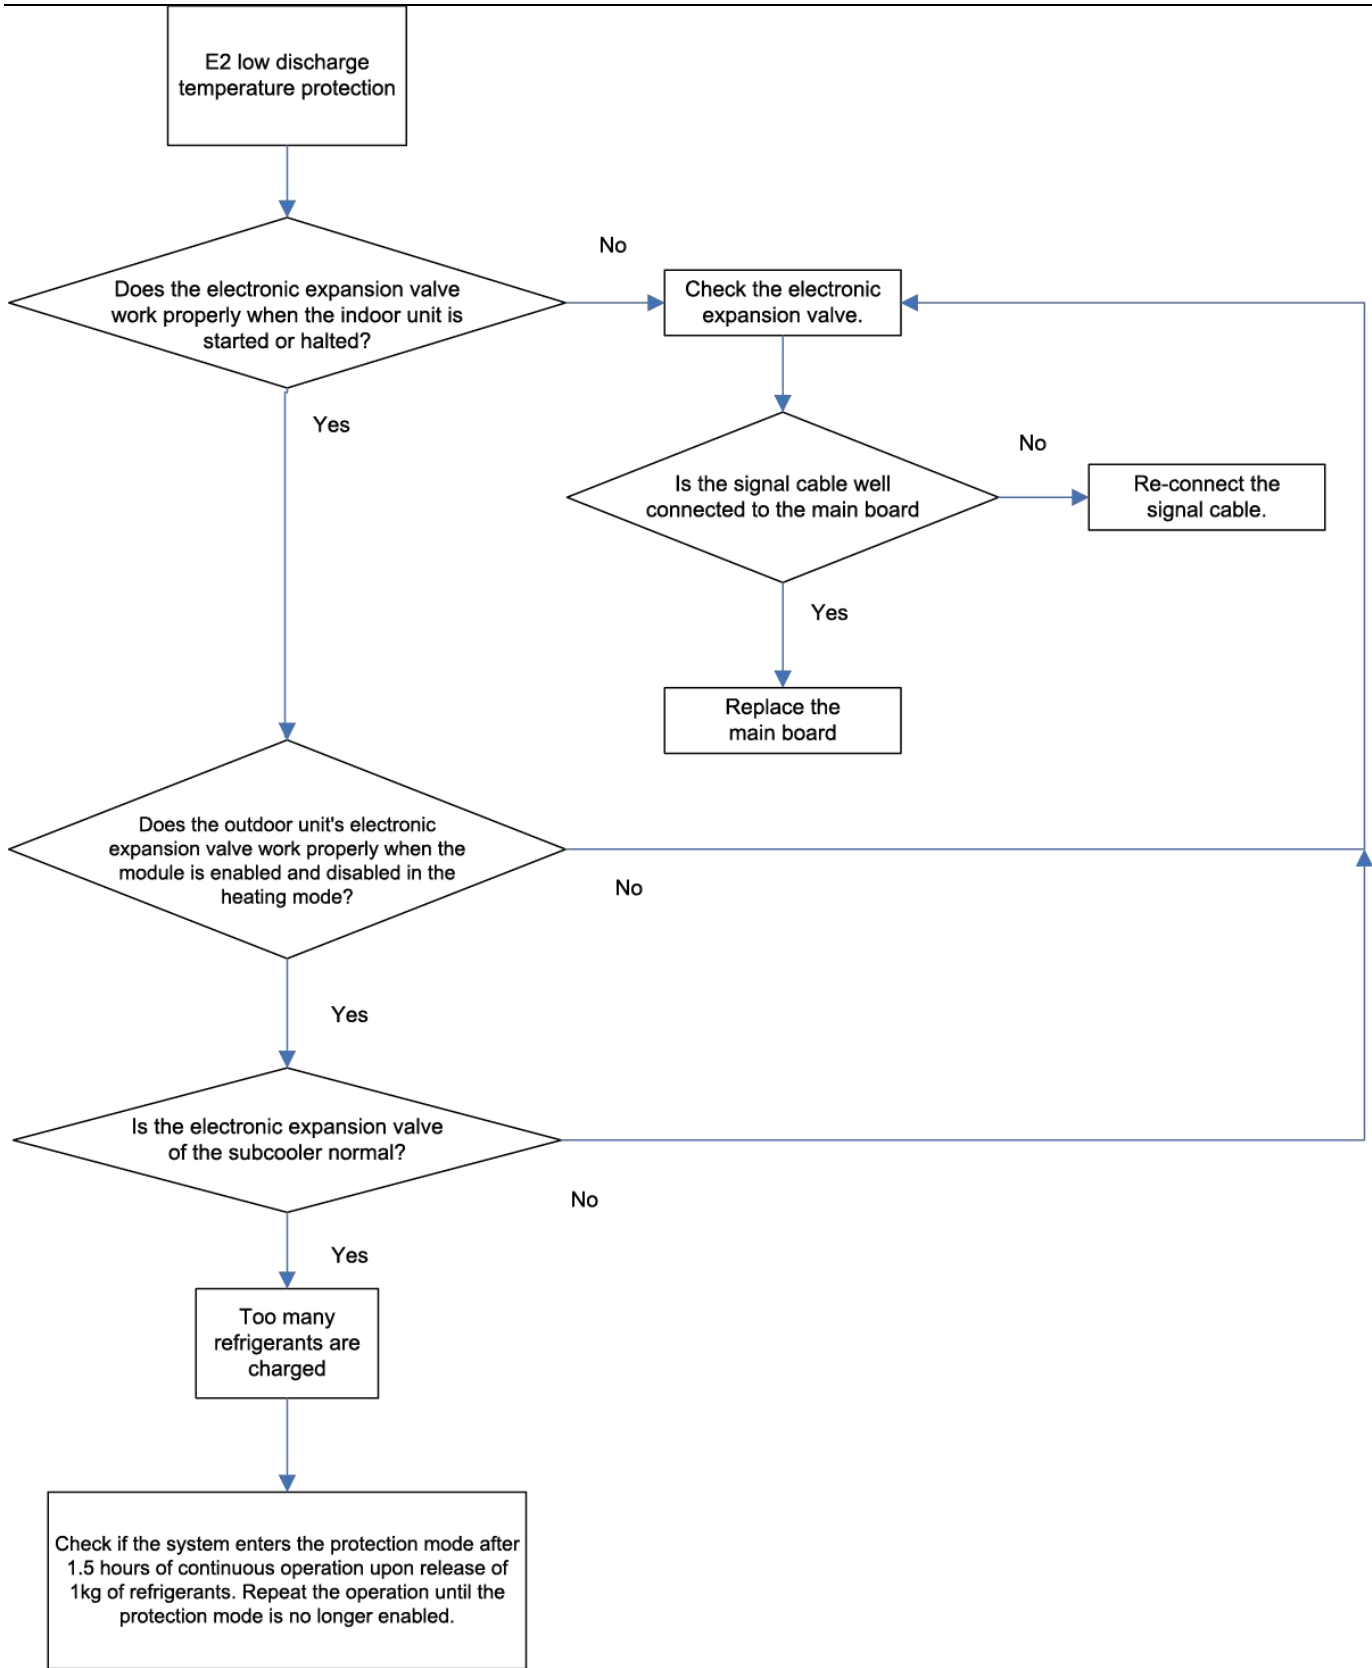 E2 low discharge
temperature protection
No
Does the electronic expansion valve
work properly when the indoor unit is
started or halted?
Check the electronic
expansion valve.
Yes
No
Is the signal cable well
connected to the main board
Re-connect the
signal cable.
Yes
Replace the
main board
Does the outdoor unit's electronic
expansion valve work properly when the
module is enabled and disabled in the
heating mode?
No
Yes
Is the electronic expansion valve
of the subcooler normal?
No
Yes
Too many
refrigerants are
charged
Check if the system enters the protection mode after
1.5 hours of continuous operation upon release of
1kg of refrigerants. Repeat the operation until the
protection mode is no longer enabled.